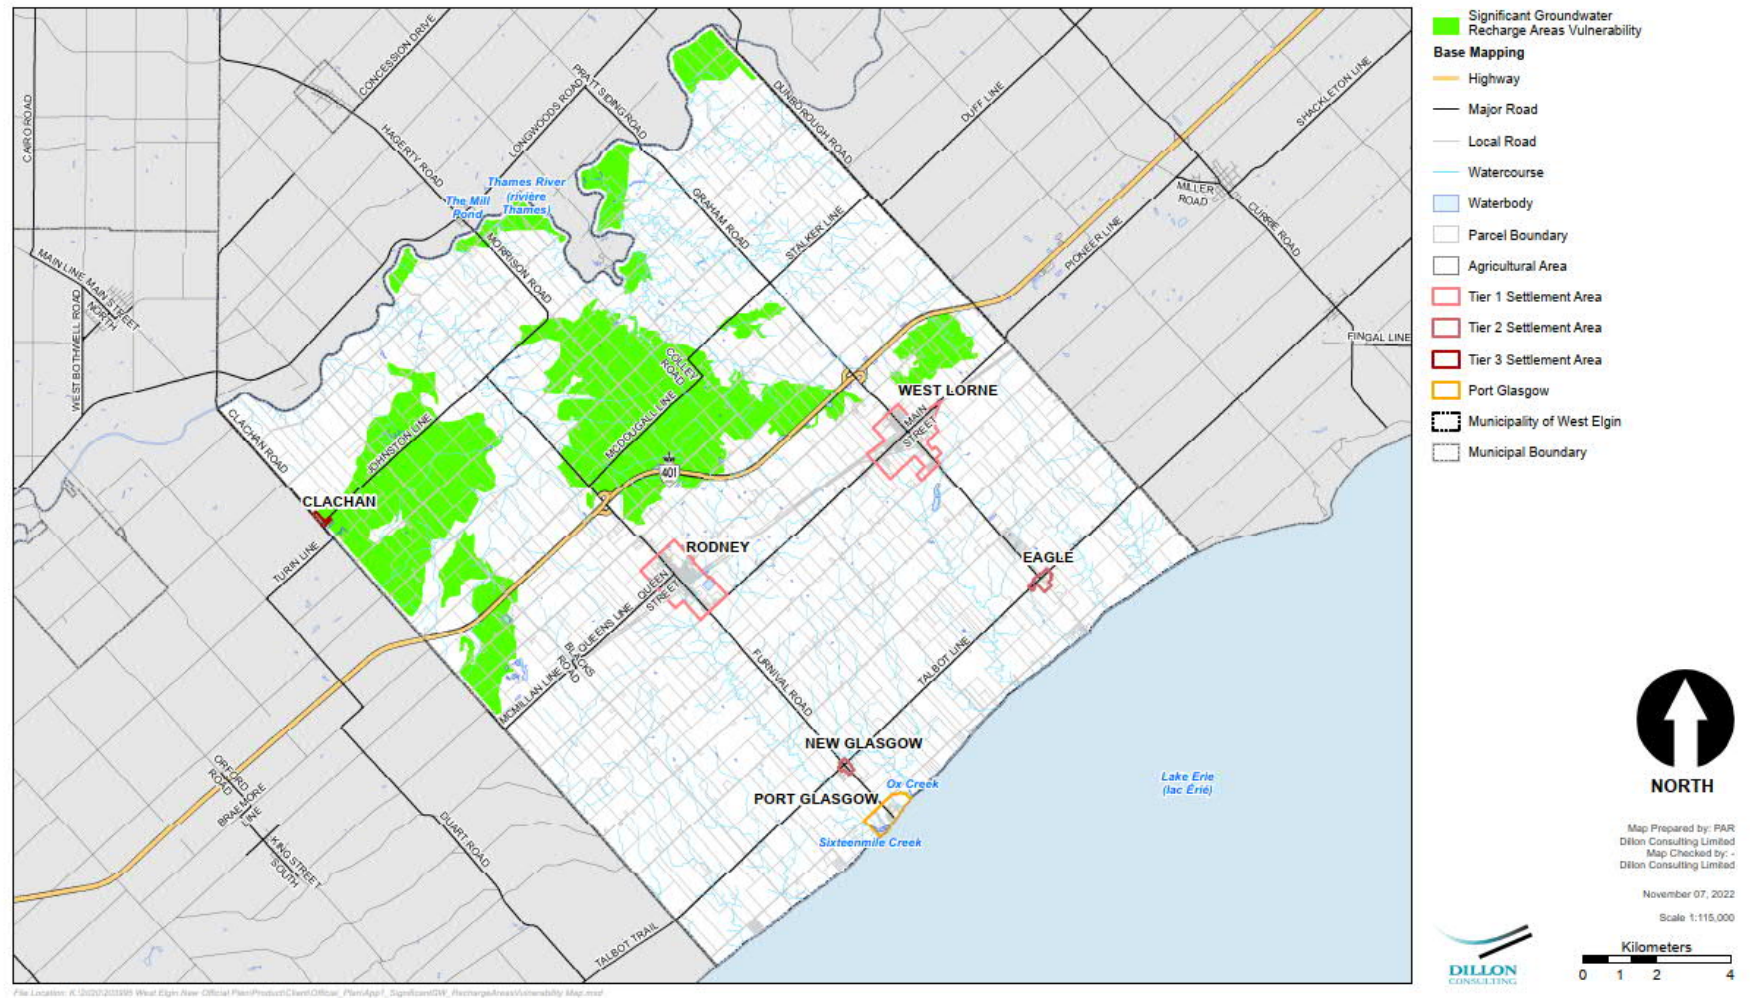 CONCESSION DRIVE
CAIRO ROAD
HAGERTY ROAD
LONGWOODS ROAD
PRATT SIDING ROAD
DUNBOROUGH ROAD
DUFF LINE
SHACKLETON LINE
Thames River
(rivière
Thames)
The Mill
Pond
GRAHAM ROAD
STALKER LINE
MILLER
ROAD
CURRIE ROAD
PIONEER LINE
MORRISON ROAD
MAIN LINE MAIN STREET
NORTH
WEST BOTHWELL ROAD
FINGAL LINE
COLLEY
ROAD
MCDOUGALL LINE
WEST LORNE
MAIN
STREET
CLACHAN ROAD
JOHNSTON LINE
401
CLACHAN
TURIN LINE
RODNEY
QUEEN
STREET
EAGLE
QUEENS LINE
BLACKS
ROAD
MCMILLAN LINE
FURNIVAL ROAD
TALBOT LINE
NEW GLASGOW
PORT GLASGOW
Ox Creek
Sixteenmile Creek
Lake Erie
(lac Érié)
ORFORD
ROAD
BRAEMORE
LINE
KING STREET
SOUTH
DUART ROAD
TALBOT TRAIL
Significant Groundwater
Recharge Areas Vulnerability
Base Mapping
Highway
Major Road
Local Road
Watercourse
Waterbody
Parcel Boundary
Agricultural Area
Tier 1 Settlement Area
Tier 2 Settlement Area
Tier 3 Settlement Area
Port Glasgow
Municipality of West Elgin
Municipal Boundary
NORTH
Map Prepared by: PAR
Dillon Consulting Limited
Map Checked by: -
Dillon Consulting Limited
November 07, 2022
Scale 1:115,000
Kilometers
0 1 2 4
DILLON
CONSULTING